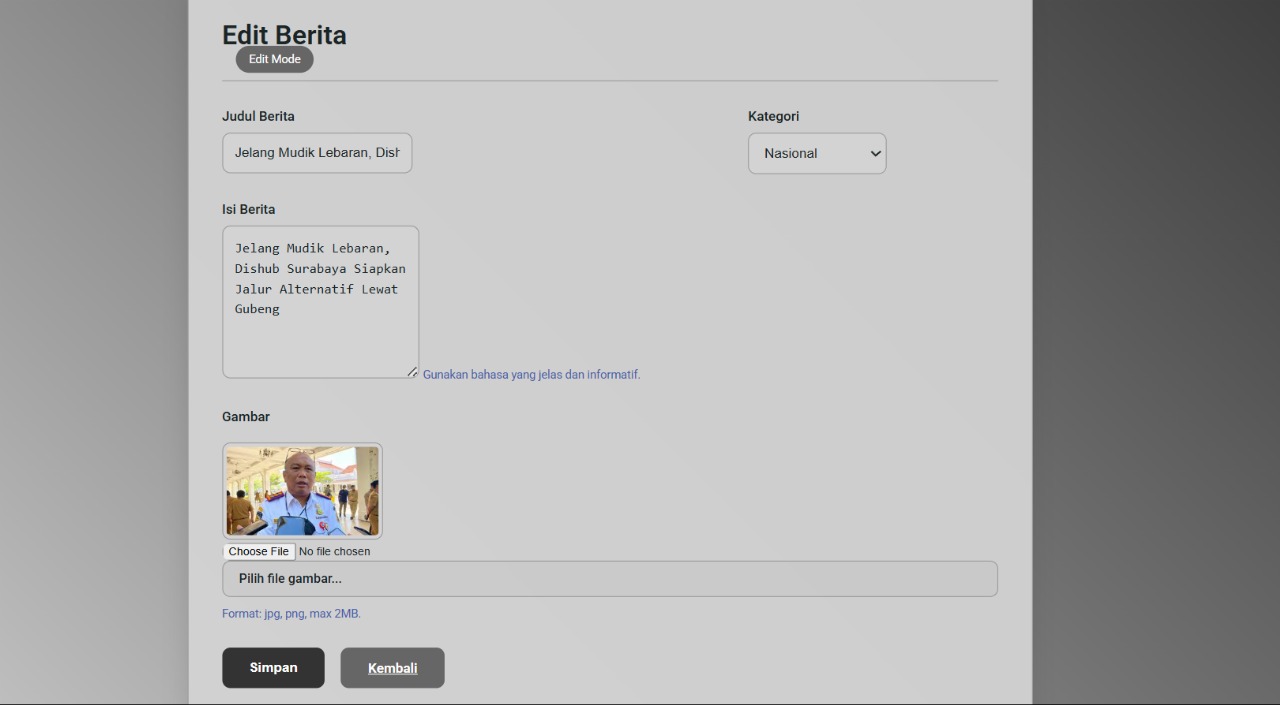 Edit Berita
Edit Mode
Judul Berita
Kategori
Jelang Mudik Lebaran, Dish
Nasional
Isi Berita
Jelang Mudik Lebaran,
Dishub Surabaya Siapkan
Jalur Alternatif Lewat
Gubeng
Gunakan bahasa yang jelas dan informatif.
Gambar
Choose File No file chosen
Pilih file gambar...
Format: jpg, png, max 2MB.
Simpan
Kembali